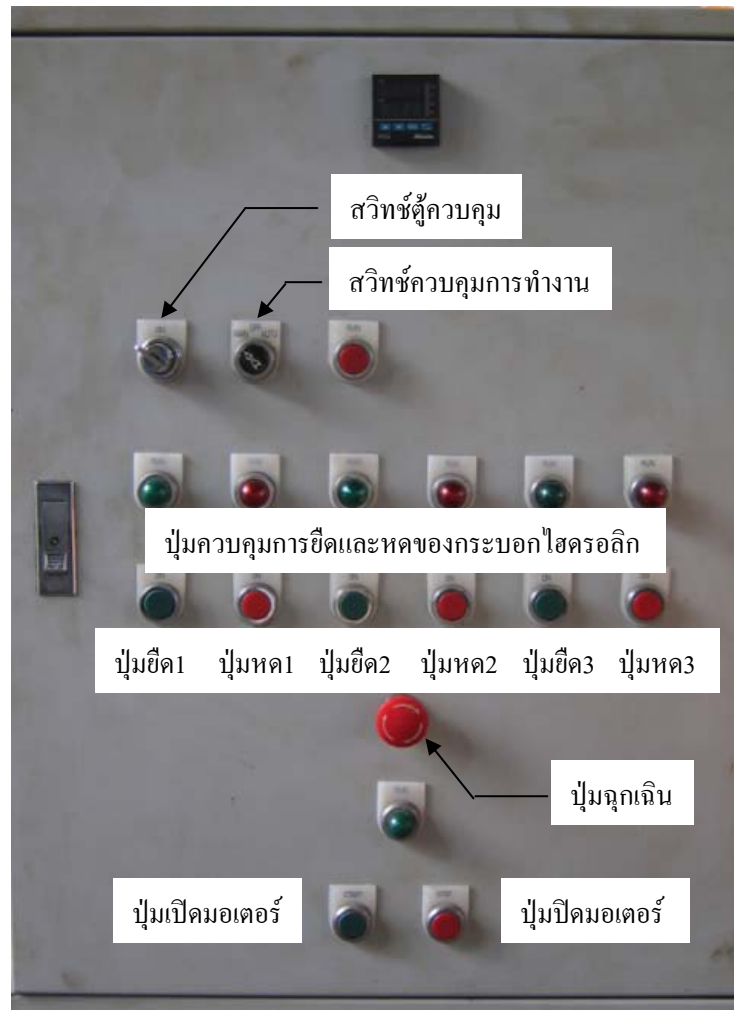 สวิทช์ตู้ควบคุม
สวิทช์ควบคุมการทำงาน
OFF
AUTO
ปุ่มควบคุมการยืดและหดของกระบอกไฮดรอลิก
ปุ่มยืด1 ปุ่มหด1 ปุ่มยืด2 ปุ่มหด2 ปุ่มยืด3 ปุ่มหด3
ปุ่มฉุกเฉิน
ปุ่มเปิดมอเตอร์ ปุ่มปิดมอเตอร์